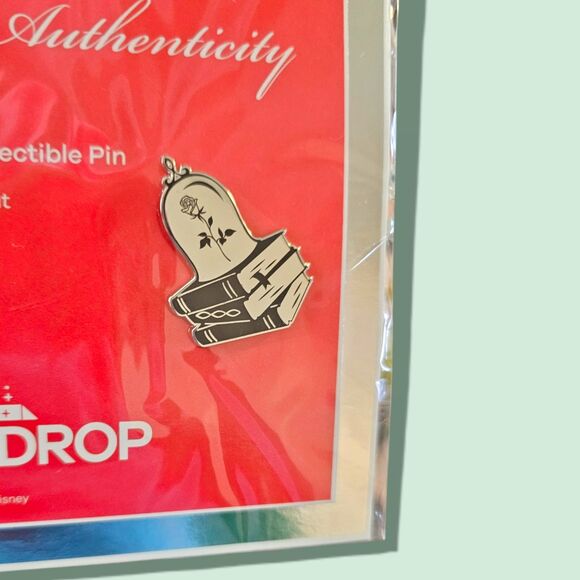 Authenticity
ectible Pin
DROP
isney